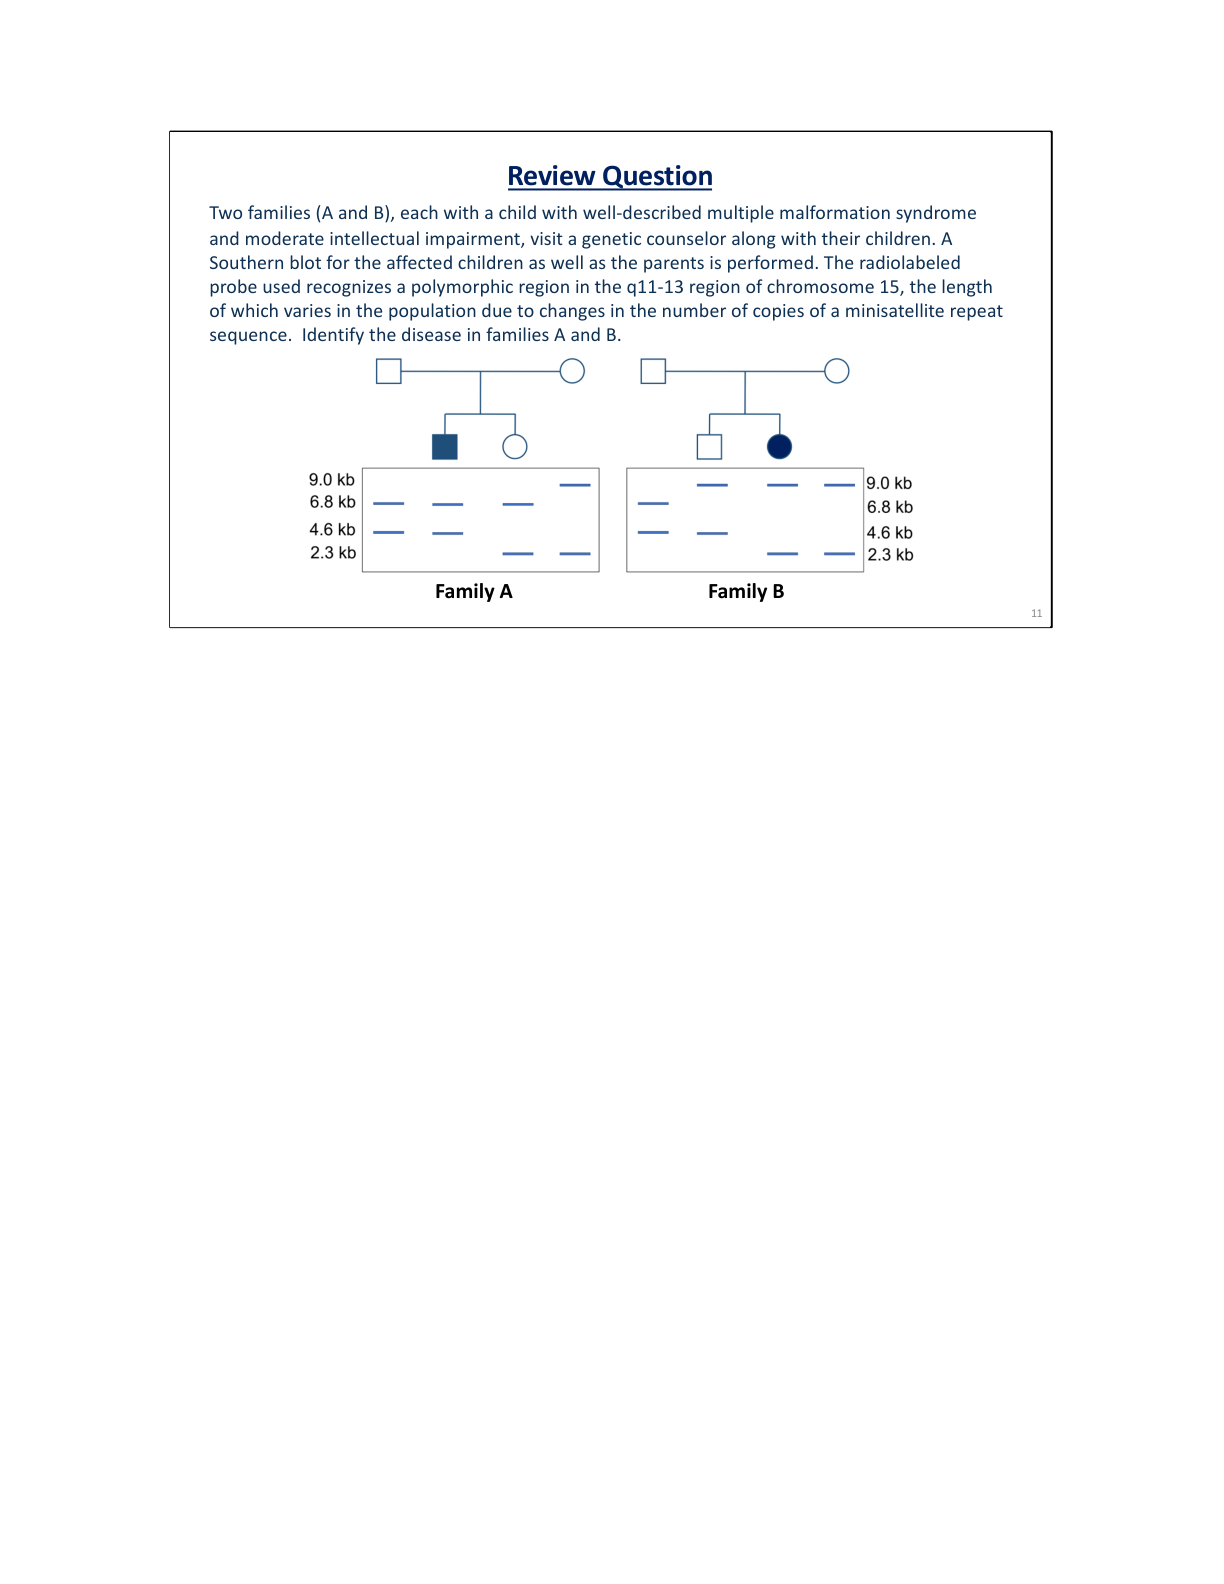 Review Question
Two families (A and B), each with a child with well-described multiple malformation syndrome
and moderate intellectual impairment, visit a genetic counselor along with their children. A
Southern blot for the affected children as well as the parents is performed. The radiolabeled
probe used recognizes a polymorphic region in the q11-13 region of chromosome 15, the length
of which varies in the population due to changes in the number of copies of a minisatellite repeat
sequence.  Identify the disease in families A and B.
9.0 kb
6.8 kb
4.6 kb
2.3 kb
9.0 kb
6.8 kb
4.6 kb
2.3 kb
Family A
Family B
11